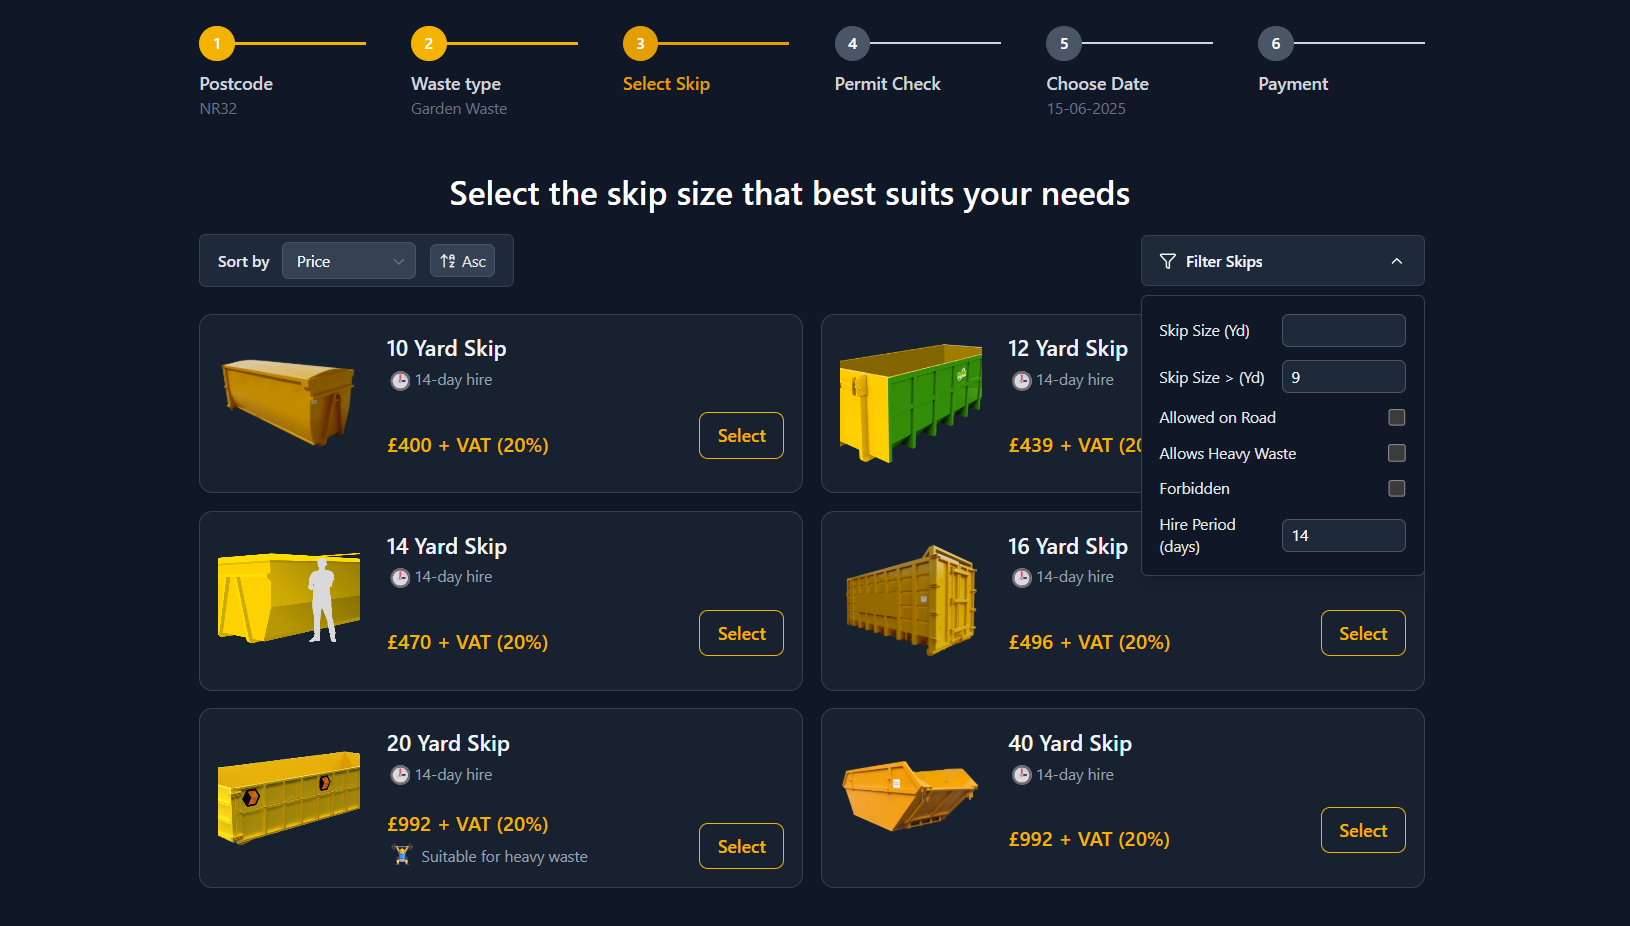 1
2
3
4
5
6
Postcode
Waste type
Select Skip
Permit Check
Choose Date
Payment
NR32
Garden Waste
15-06-2025
Select the skip size that best suits your needs
Sort by
Price
Asc
Filter Skips
Skip Size (Yd)
Skip Size > (Yd)
9
Allowed on Road
Allows Heavy Waste
Forbidden
Hire Period
(days)
14
10 Yard Skip
14-day hire
£400 + VAT (20%)
Select
12 Yard Skip
14-day hire
£439 + VAT (20
14 Yard Skip
14-day hire
£470 + VAT (20%)
Select
16 Yard Skip
14-day hire
£496 + VAT (20%)
Select
20 Yard Skip
14-day hire
£992 + VAT (20%)
Suitable for heavy waste
Select
40 Yard Skip
14-day hire
£992 + VAT (20%)
Select